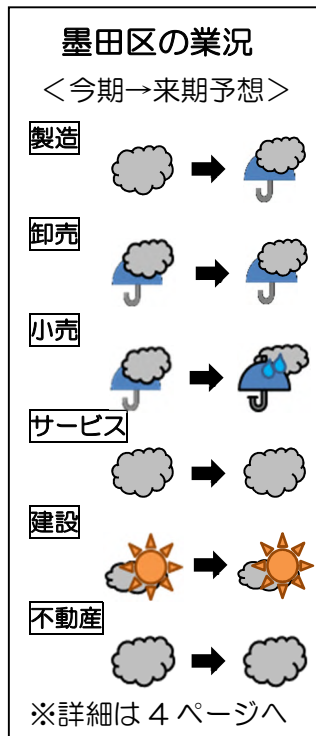 墨田区の業況
＜今期→来期予想＞
製造
卸売
小売
サービス
建設
不動産
※詳細は 4 ページへ